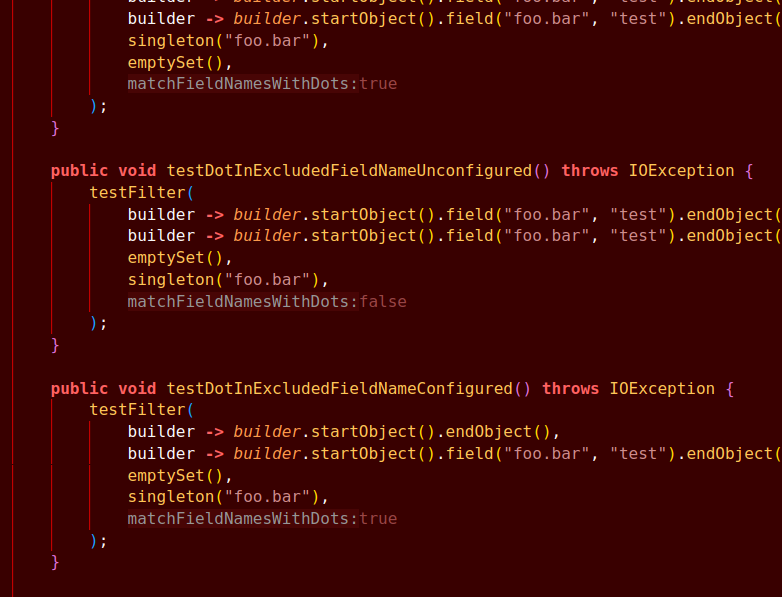 builder -> builder.startObject().field("foo.bar", "test").endObject(
builder -> builder.startObject().field("foo.bar", "test").endObject(
singleton("foo.bar"),
emptySet(),
matchFieldNamesWithDots:true
);
}
public void testDotInExcludedFieldNameUnconfigured() throws IOException {
testFilter(
builder -> builder.startObject().field("foo.bar", "test").endObject(
builder -> builder.startObject().field("foo.bar", "test").endObject(
emptySet(),
singleton("foo.bar"),
matchFieldNamesWithDots:false
);
}
public void testDotInExcludedFieldNameConfigured() throws IOException {
testFilter(
builder -> builder.startObject().endObject(),
builder -> builder.startObject().field("foo.bar", "test").endObject(
emptySet(),
singleton("foo.bar"),
matchFieldNamesWithDots:true
);
}